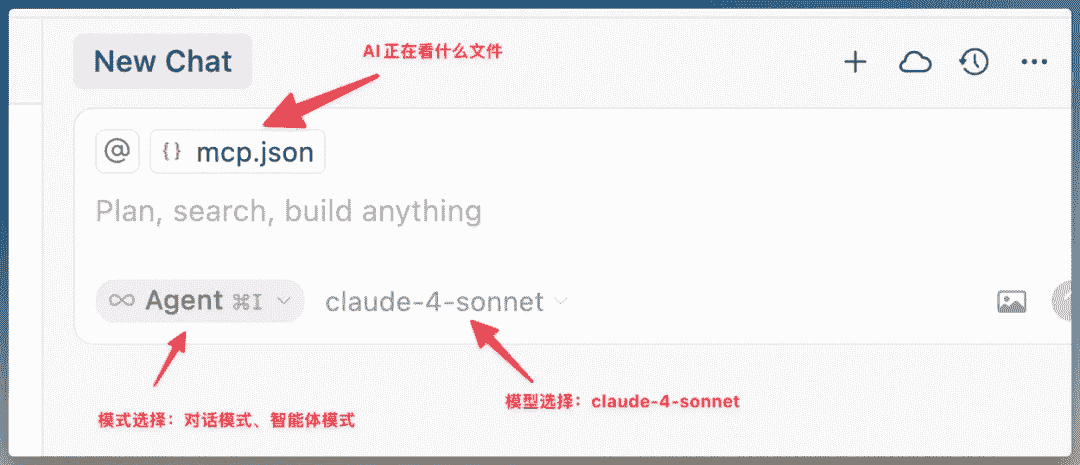 New Chat
AI正在看什么文件
@ {} mcp.json
Plan, search, build anything
∞ Agent ⌘I claude-4-sonnet
模式选择：对话模式、智能体模式
模型选择：claude-4-sonnet